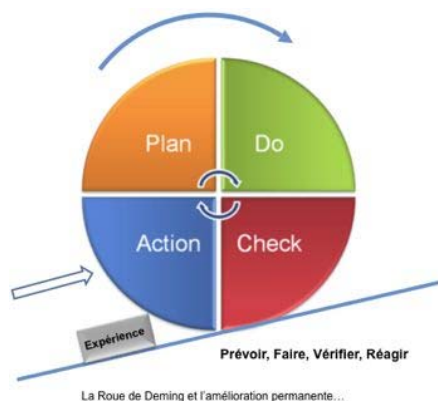 Plan
Do
Action
Check
Expérience
Prévoir, Faire, Vérifier, Réagir
La Roue de Deming et l'amélioration permanente...